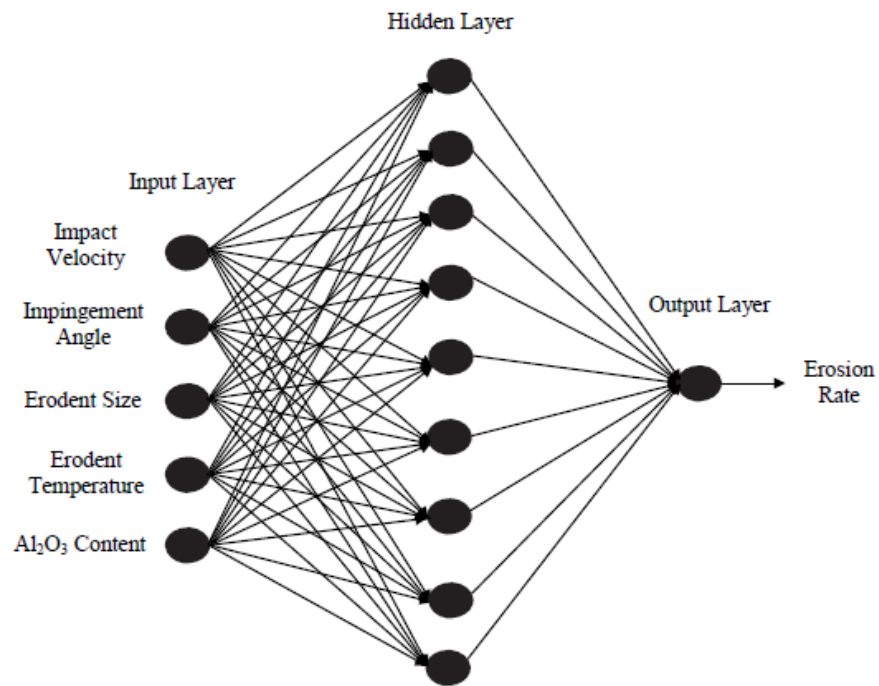 Hidden Layer
Input Layer
Impact
Velocity
Impingement
Angle
Erodent Size
Erodent
Temperature
Al₂O₃ Content
Output Layer
Erosion
Rate